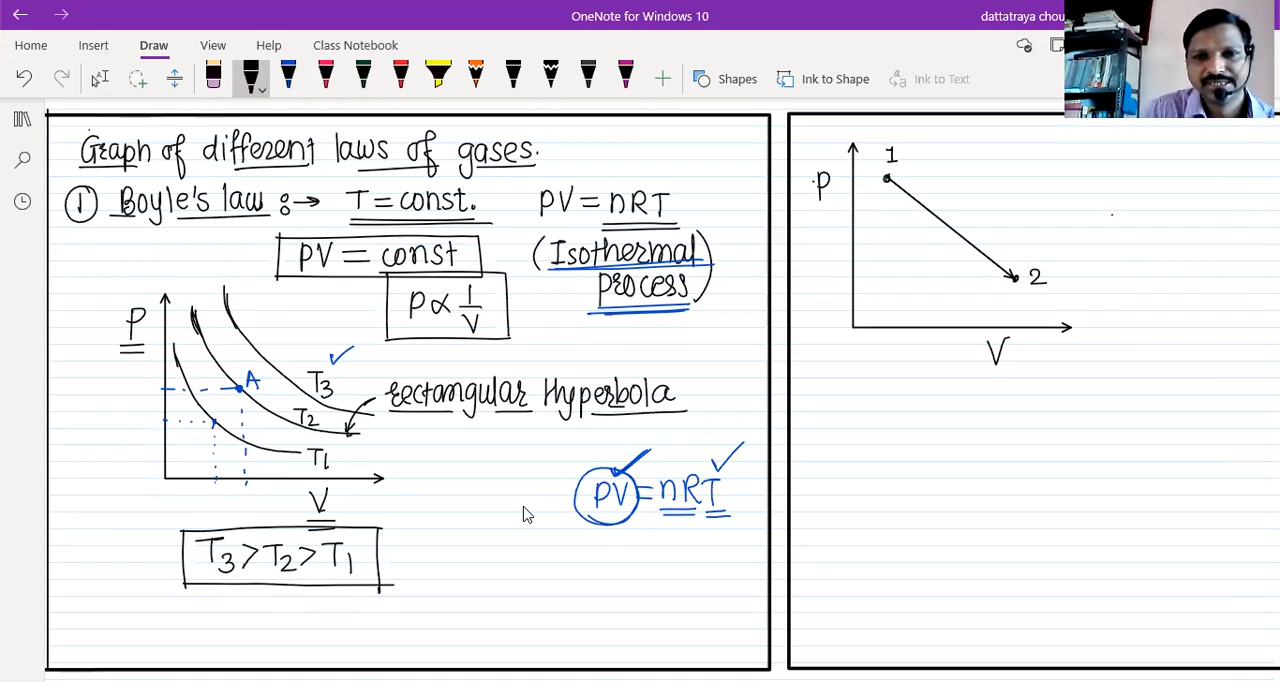 OneNote for Windows 10
dattatraya chou
Home Insert Draw View Help Class Notebook
Shapes Ink to Shape Ink to Text
Graph of different laws of gases.
① Boyle's law :→ T = const. PV = nRT
PV = const (Isothermal
process)
P ∝ 1/V
P
T3
A
T2
T1
V
rectangular Hyperbola
PV = nRT
T3 > T2 > T1
P
1
2
V